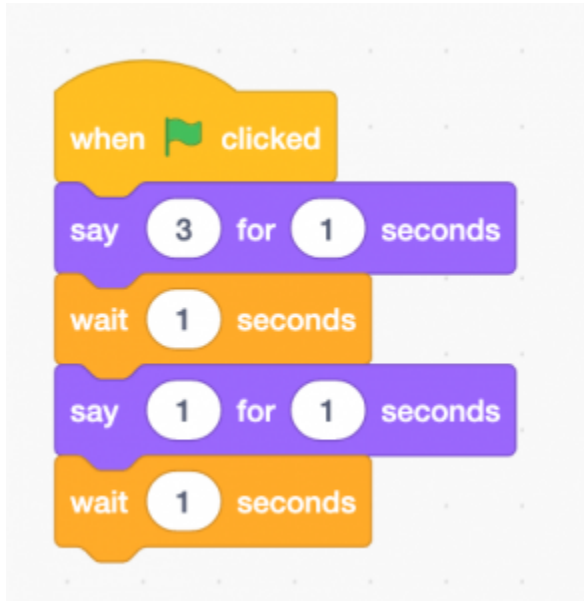 when clicked
say 3 for 1 seconds
wait 1 seconds
say 1 for 1 seconds
wait 1 seconds